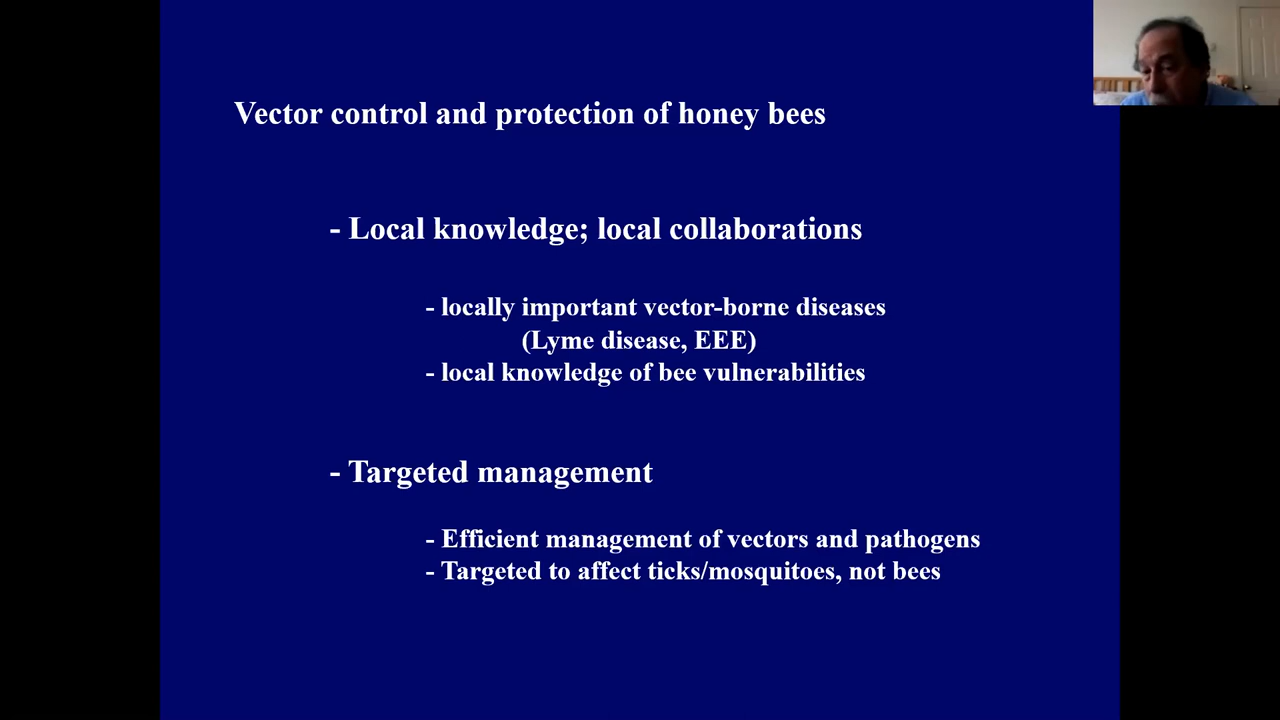 Vector control and protection of honey bees
- Local knowledge; local collaborations
- locally important vector-borne diseases
(Lyme disease, EEE)
- local knowledge of bee vulnerabilities
- Targeted management
- Efficient management of vectors and pathogens
- Targeted to affect ticks/mosquitoes, not bees